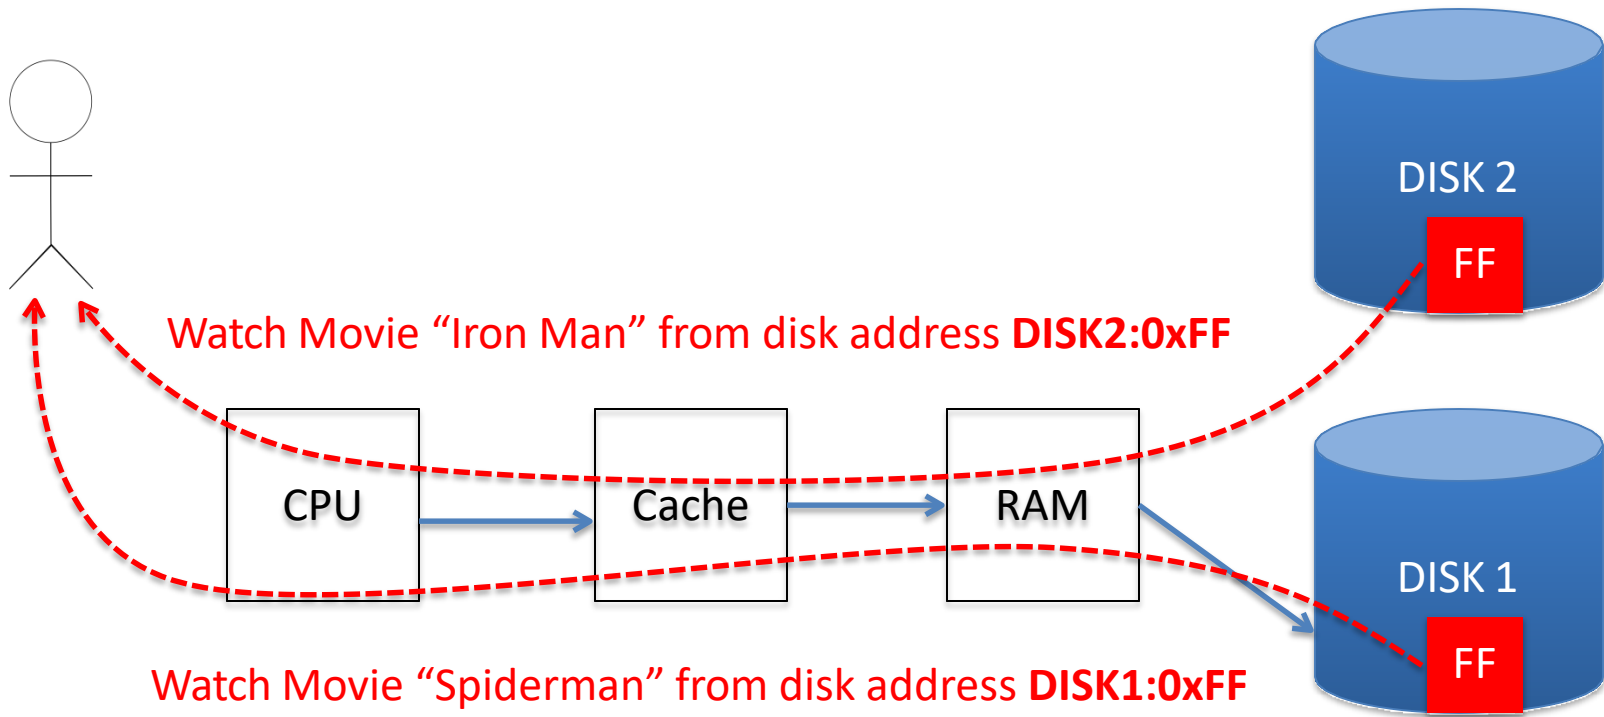 DISK 2
FF
Watch Movie “Iron Man” from disk address DISK2:0xFF
CPU
Cache
RAM
DISK 1
FF
Watch Movie “Spiderman” from disk address DISK1:0xFF